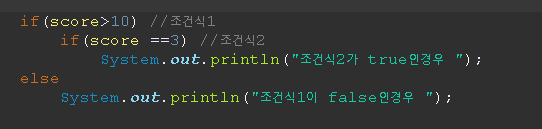 if(score>10) //조건식1
if(score ==3) //조건식2
System.out.println("조건식2가 true인경우 ");
else
System.out.println("조건식1이 false인경우 ");